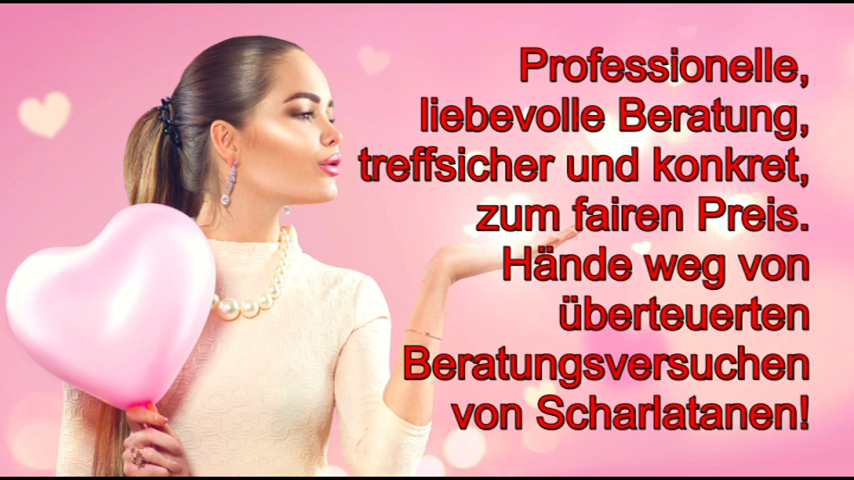 Professionelle,
liebevolle Beratung,
treffsicher und konkret,
zum fairen Preis.
Hände weg von
überteuerten
Beratungsversuchen
von Scharlatanen!